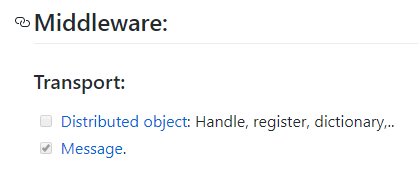 Middleware:
Transport:
Distributed object: Handle, register, dictionary,..
Message.